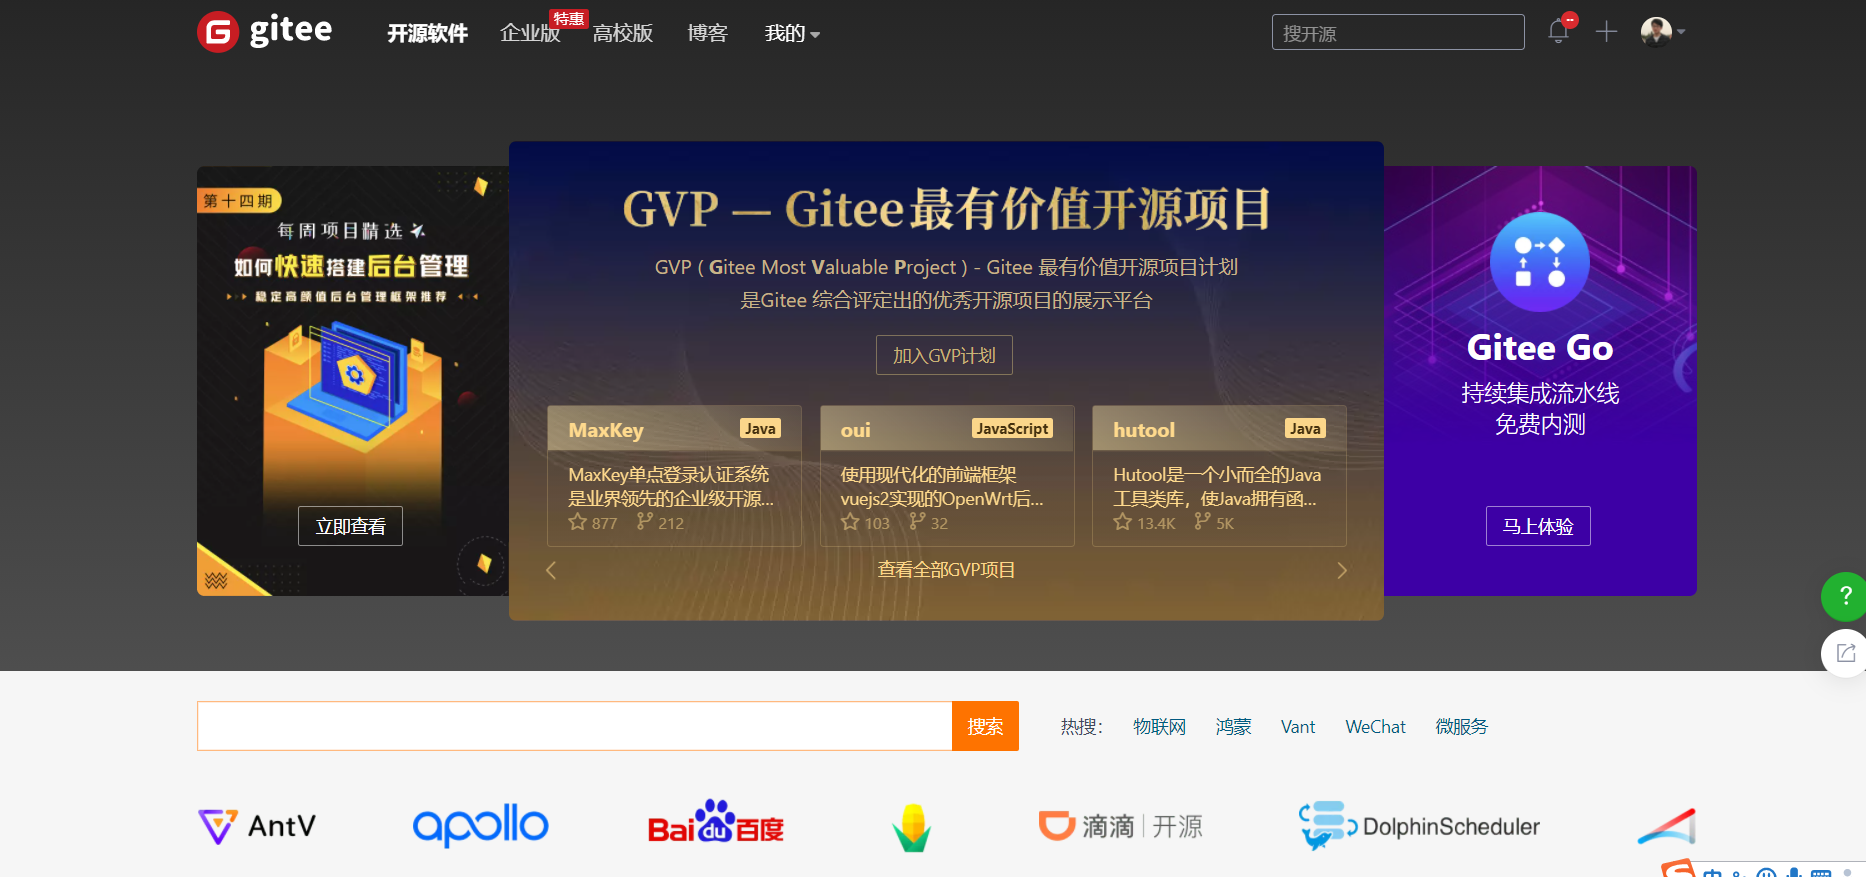 gitee
开源软件
企业版
特惠
高校版
博客
我的
搜开源
第十四期
每周项目精选
如何快速搭建后台管理
稳定高颜值后台管理框架推荐
立即查看
GVP — Gitee最有价值开源项目
GVP ( Gitee Most Valuable Project ) - Gitee 最有价值开源项目计划
是Gitee 综合评定出的优秀开源项目的展示平台
加入GVP计划
MaxKey
Java
MaxKey单点登录认证系统
是业界领先的企业级开源...
877
212
oui
JavaScript
使用现代化的前端框架
vuejs2实现的OpenWrt后...
103
32
hutool
Java
Hutool是一个小而全的Java
工具类库，使Java拥有函...
13.4K
5K
查看全部GVP项目
Gitee Go
持续集成流水线
免费内测
马上体验
?
搜索
热搜：
物联网
鸿蒙
Vant
WeChat
微服务
AntV
apollo
Bai du 百度
滴滴 | 开源
DolphinScheduler